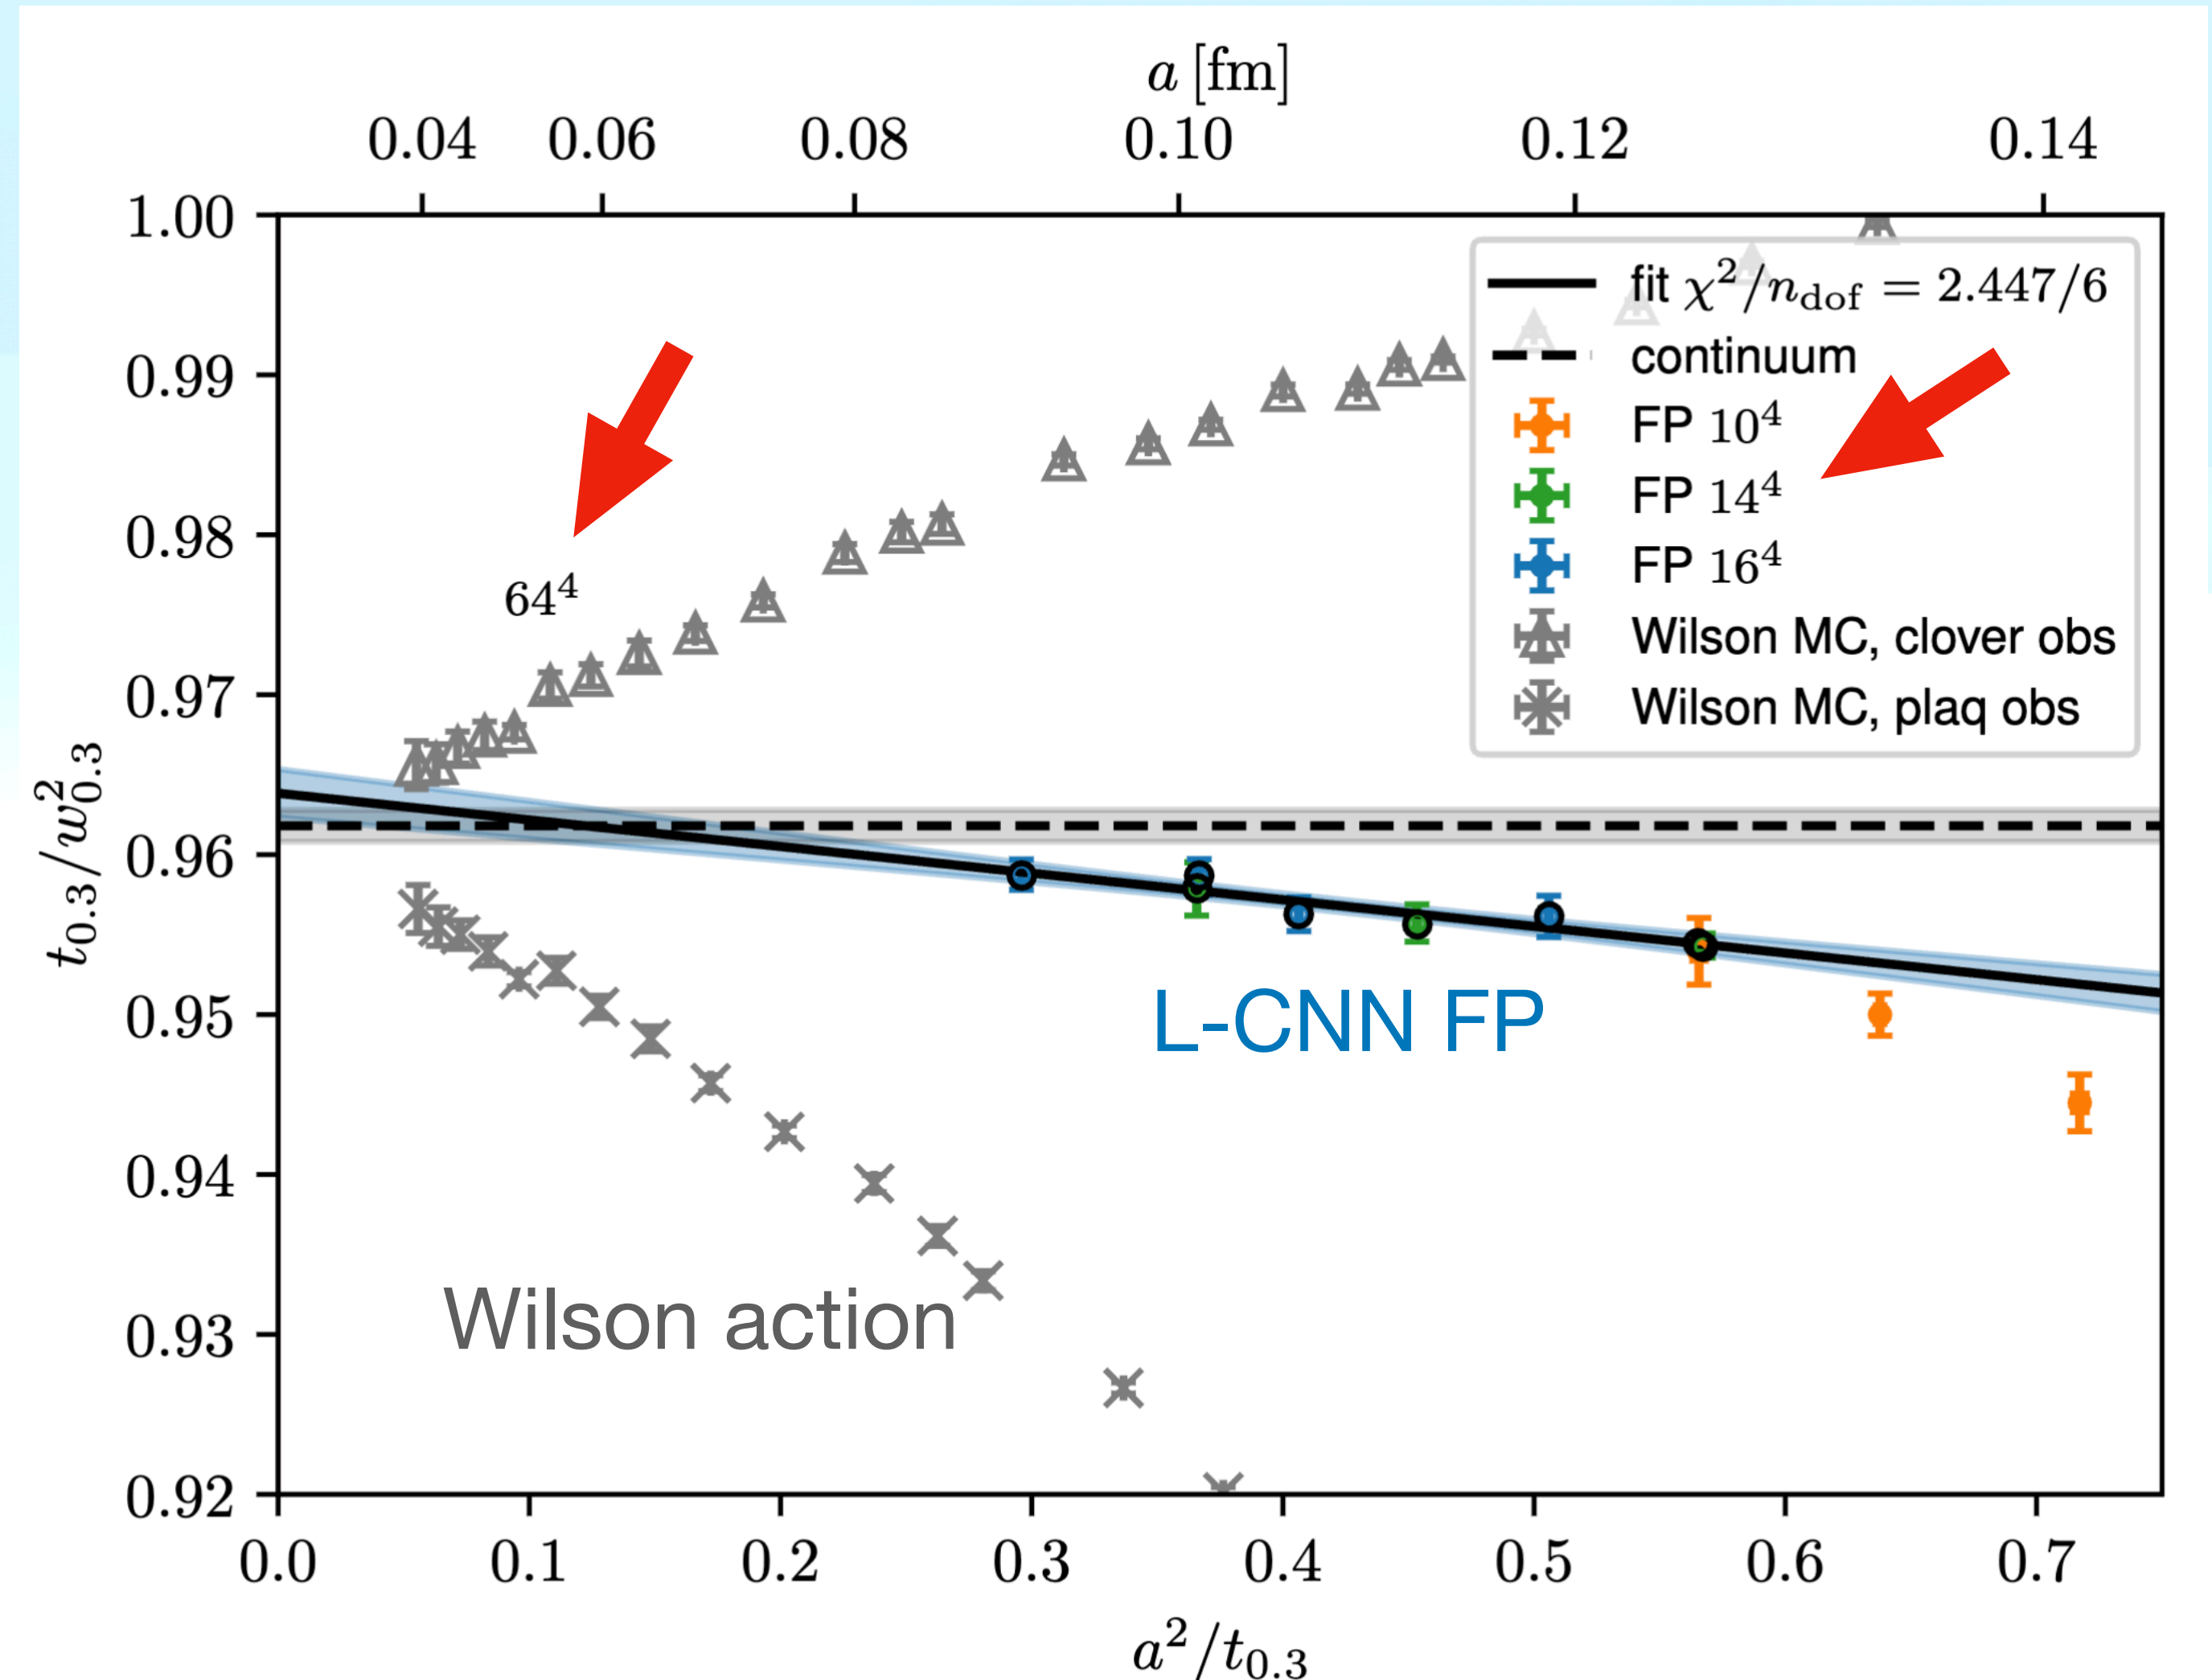 a [fm]
0.04 0.06 0.08 0.10 0.12 0.14
1.00
0.99
0.98
0.97
0.96
0.95
0.94
0.93
0.92
t₀.₃/w²₀.₃
fit χ²/n_dof = 2.447/6
continuum
FP 10⁴
FP 14⁴
FP 16⁴
Wilson MC, clover obs
Wilson MC, plaq obs
64⁴
L-CNN FP
Wilson action
0.0 0.1 0.2 0.3 0.4 0.5 0.6 0.7
a²/t₀.₃